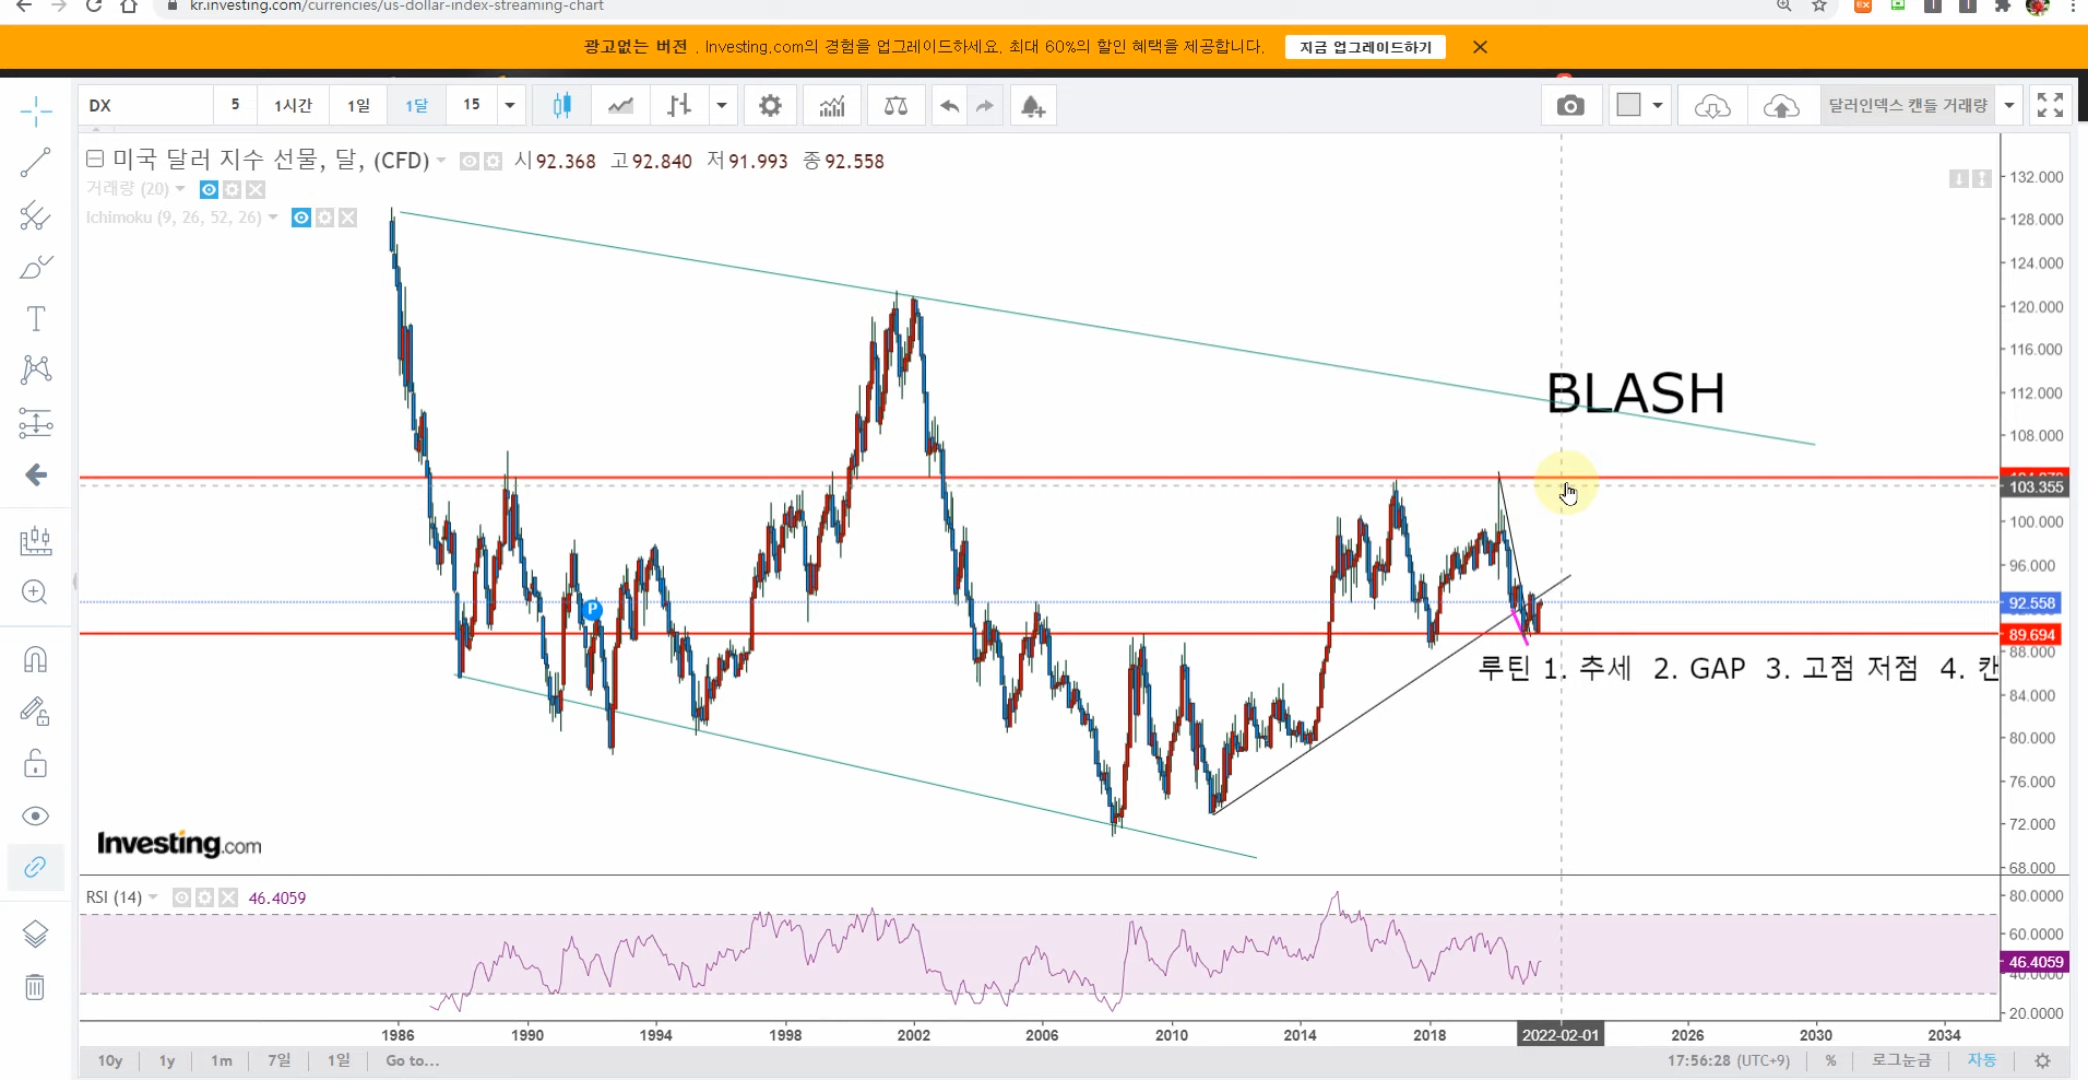 kr.investing.com/currencies/us-dollar-index-streaming-chart
광고없는 버전 . Investing.com의 경험을 업그레이드하세요. 최대 60%의 할인 혜택을 제공합니다. 지금 업그레이드하기
DX 5 1시간 1일 1달 15 달러인덱스 캔들 거래량
미국 달러 지수 선물, 달, (CFD) 시92.368 고92.840 저91.993 종92.558
거래량 (20)
Ichimoku (9, 26, 52, 26)
132.000
128.000
124.000
120.000
116.000
BLASH
112.000
108.000
103.355
100.000
96.000
P
92.558
89.694
88.000
루틴 1. 추세 2. GAP 3. 고점 저점 4. 칸
84.000
80.000
76.000
72.000
Investing.com
68.000
RSI (14) 46.4059
80.0000
60.0000
46.4059
40.0000
20.0000
1986 1990 1994 1998 2002 2006 2010 2014 2018 2022-02-01 2026 2030 2034
10y 1y 1m 7일 1일 Go to... 17:56:28 (UTC+9) % 로그눈금 자동